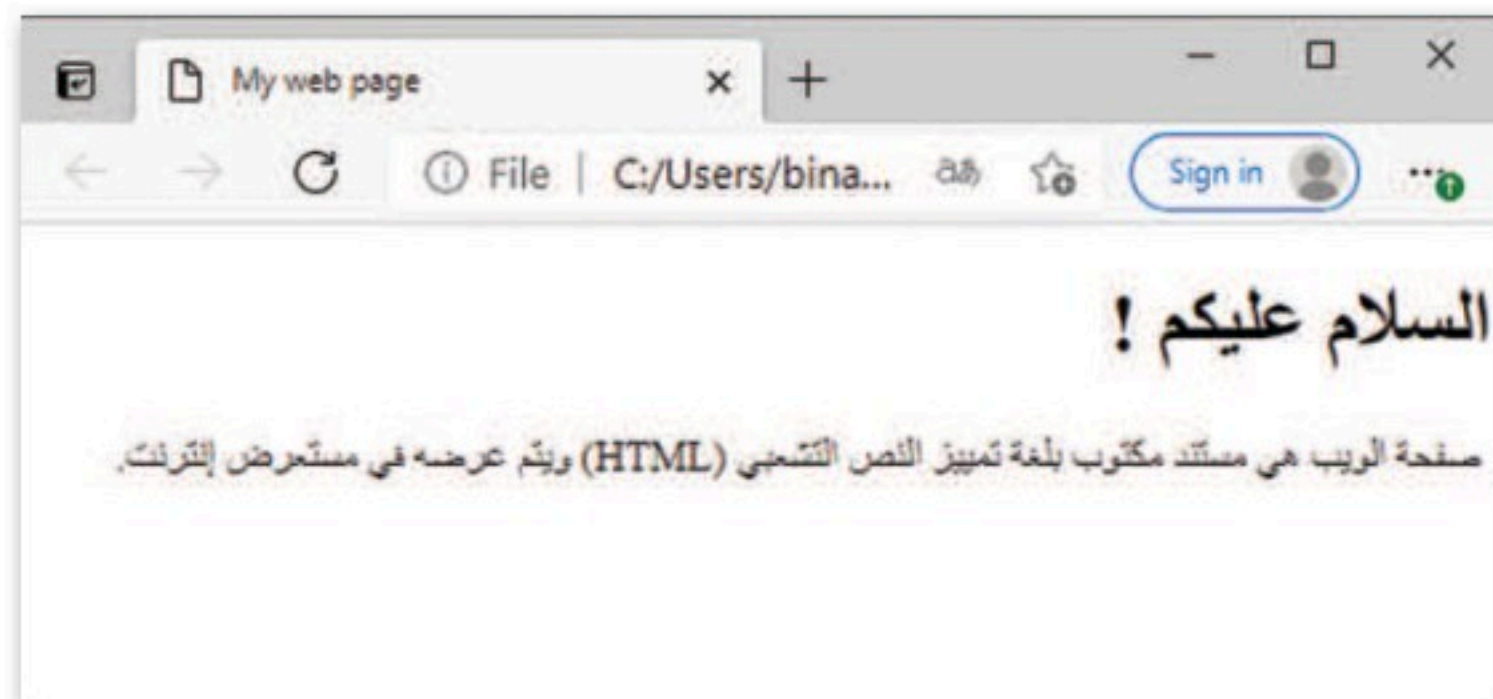 My web page
File | C:/Users/bina... Sign in
السلام عليكم !
صفحة الويب هي مستند مكتوب بلغة تمييز النص التشعبي (HTML) ويتم عرضه في مستعرض إنترنت.